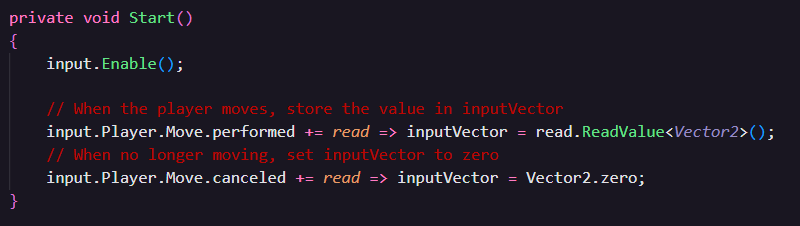 private void Start()
{
    input.Enable();

    // When the player moves, store the value in inputVector
    input.Player.Move.performed += read => inputVector = read.ReadValue<Vector2>();
    // When no longer moving, set inputVector to zero
    input.Player.Move.canceled += read => inputVector = Vector2.zero;
}